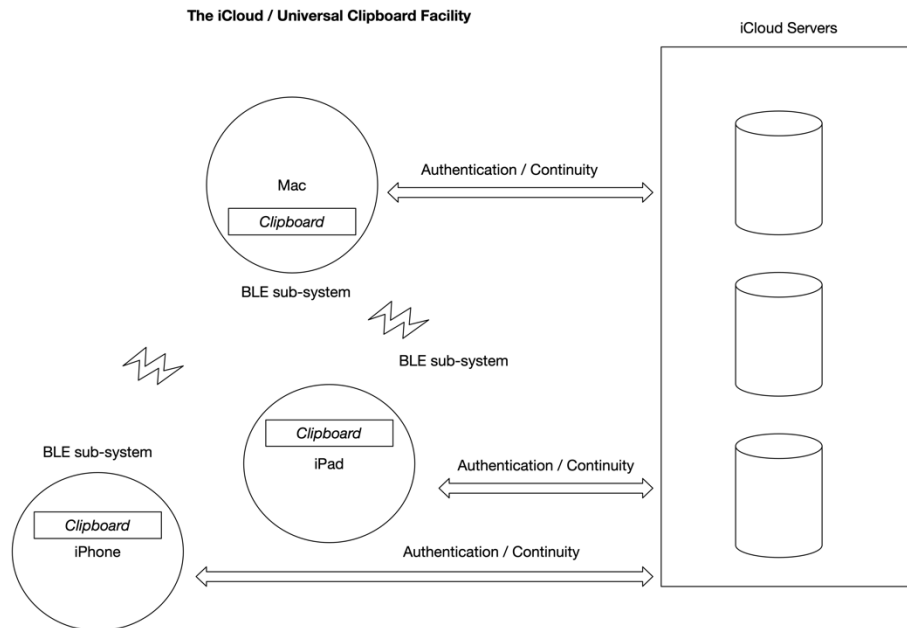 The iCloud / Universal Clipboard Facility
iCloud Servers
Authentication / Continuity
Mac
Clipboard
BLE sub-system
BLE sub-system
Clipboard
iPad
BLE sub-system
Authentication / Continuity
Clipboard
iPhone
Authentication / Continuity